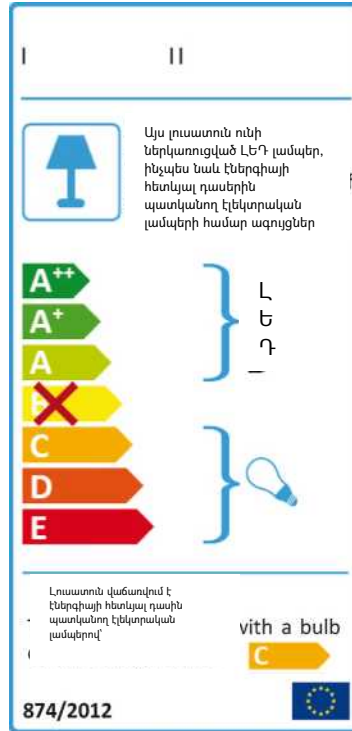 I II
Այս լուսատուն ունի
ներկառուցված ԼԵԴ լամպեր,
ինչպես նաև էներգիայի
հետևյալ դասերին
պատկանող էլեկտրական
լամպերի համար ագույցներ
A++
A+
A
Լ
Ե
Դ
C
D
E
Լուսատուն վաճառվում է
էներգիայի հետևյալ դասին
պատկանող էլեկտրական
լամպերով՝
with a bulb
C
874/2012